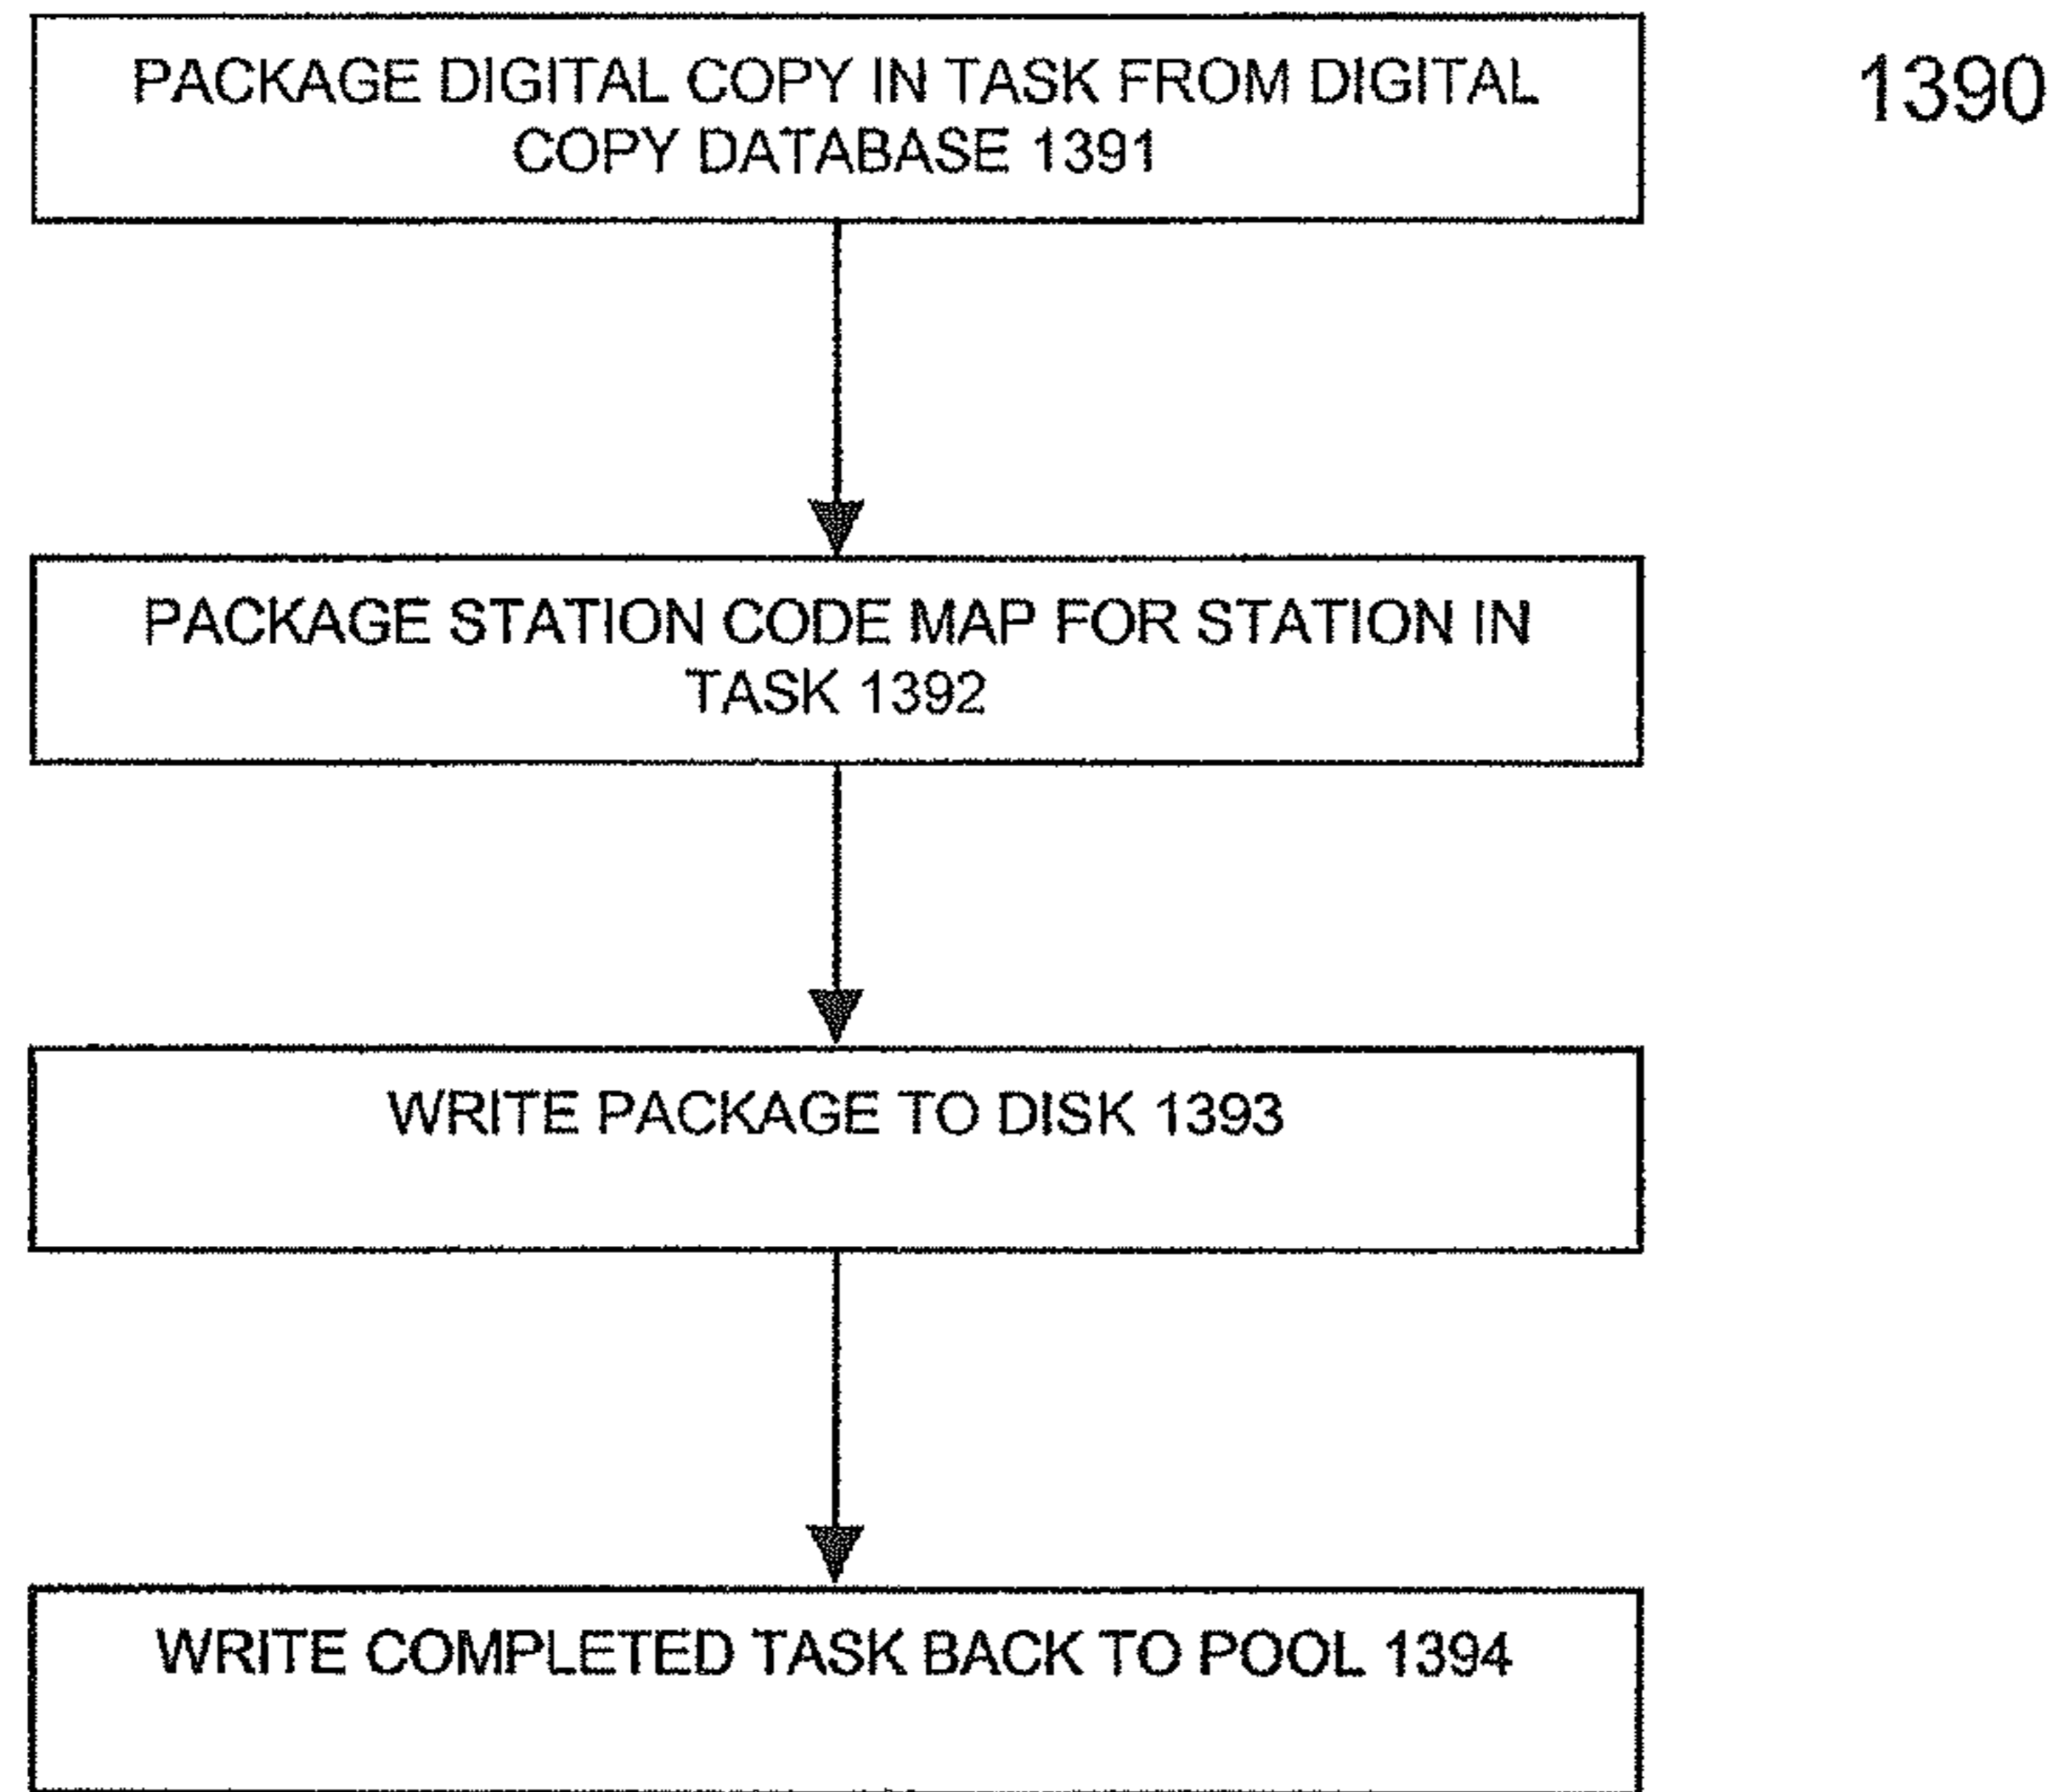 PACKAGE DIGITAL COPY IN TASK FROM DIGITAL
COPY DATABASE 1391
1390
PACKAGE STATION CODE MAP FOR STATION IN
TASK 1392
WRITE PACKAGE TO DISK 1393
WRITE COMPLETED TASK BACK TO POOL 1394